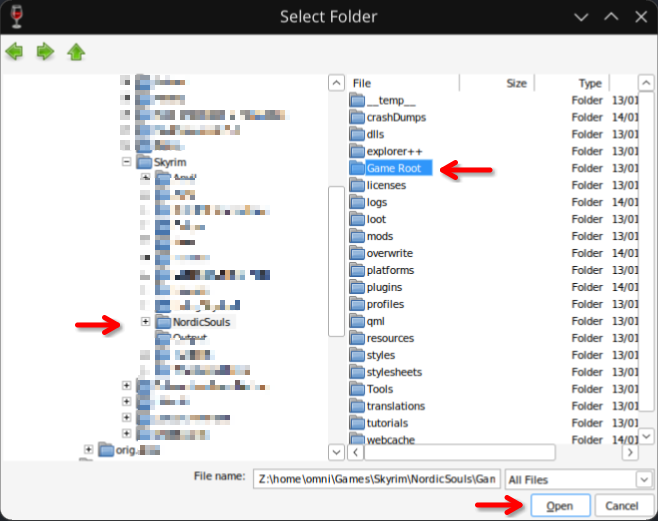 Select Folder
File Size Type
__temp__ Folder 13/01
crashDumps Folder 14/01
dlls Folder 13/01
explorer++ Folder 13/01
Skyrim
Game Root Folder 13/01
licenses Folder 13/01
logs Folder 14/01
loot Folder 13/01
mods Folder 13/01
overwrite Folder 14/01
platforms Folder 13/01
plugins Folder 14/01
profiles Folder 13/01
NordicSouls
qml Folder 13/01
Output
resources Folder 13/01
styles Folder 13/01
stylesheets Folder 13/01
Tools Folder 13/01
translations Folder 13/01
tutorials Folder 13/01
webcache Folder 14/01
orig.
File name: Z:\home\omni\Games\Skyrim\NordicSouls\Gan All Files
Open Cancel